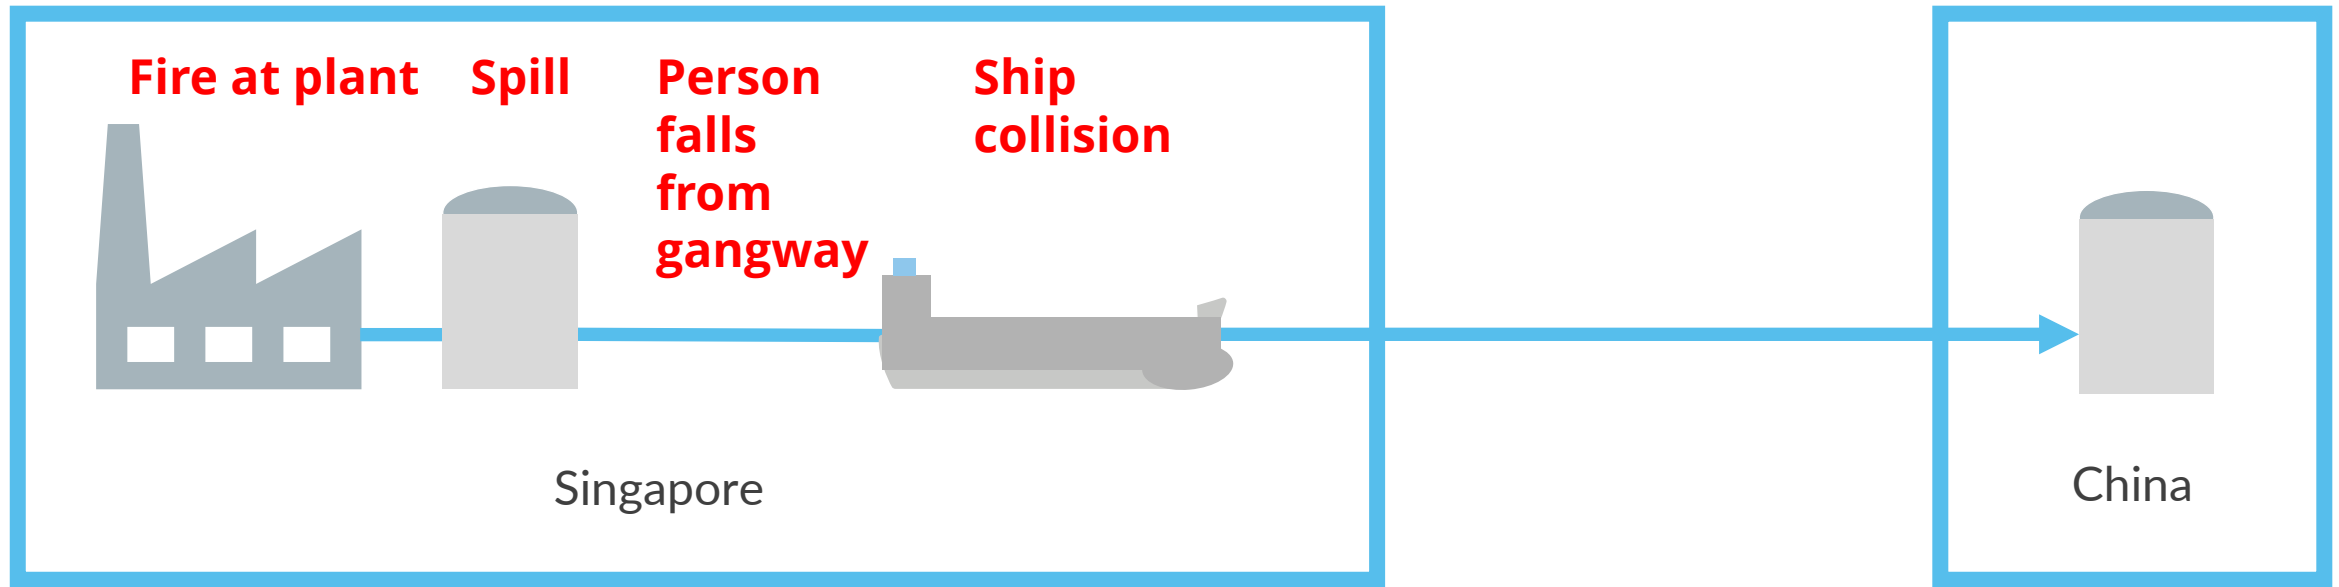 Fire at plant
Spill
Person
falls
from
gangway
Ship
collision
Singapore
China